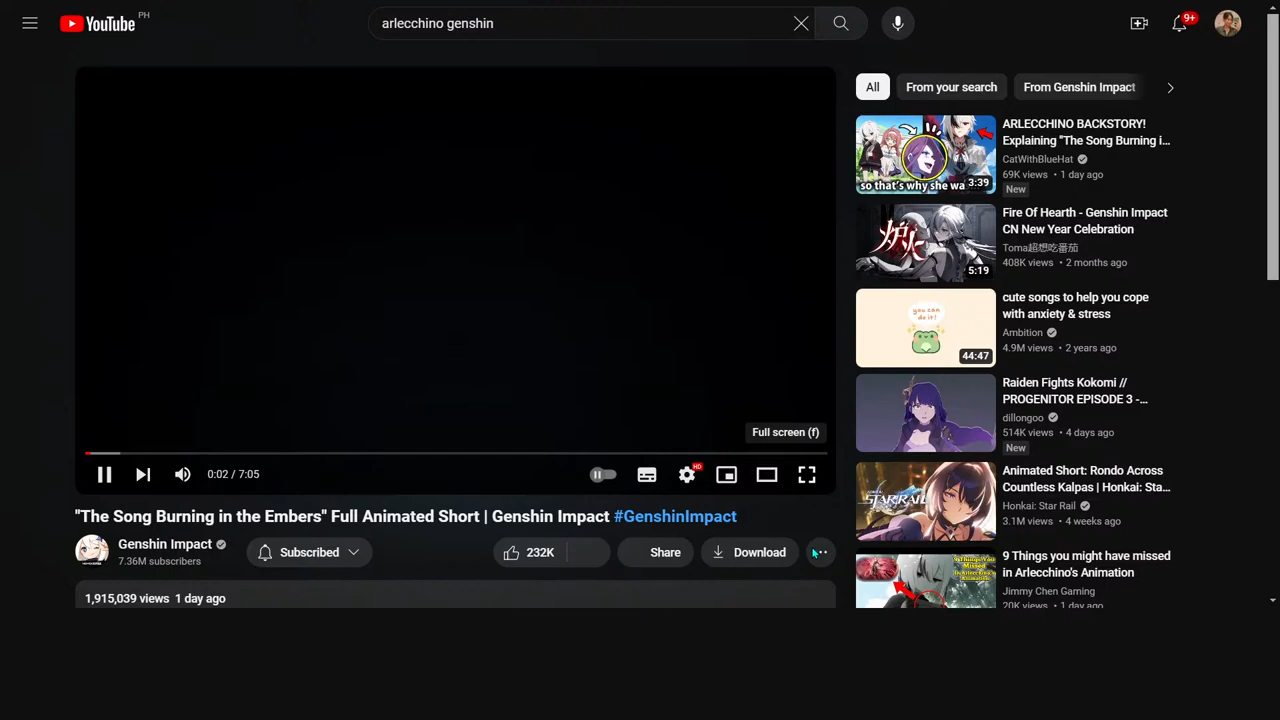 YouTube PH
arlecchino genshin
9+
All
From your search
From Genshin Impact
so that's why she wa
3:39
ARLECCHINO BACKSTORY!
Explaining "The Song Burning i...
CatWithBlueHat
69K views • 1 day ago
New
炉火
5:19
Fire Of Hearth - Genshin Impact
CN New Year Celebration
Toma超想吃番茄
408K views • 2 months ago
you can
do it!
44:47
cute songs to help you cope
with anxiety & stress
Ambition
4.9M views • 2 years ago
Raiden Fights Kokomi //
PROGENITOR EPISODE 3 -...
dillongoo
514K views • 4 days ago
New
STAR RAIL
Animated Short: Rondo Across
Countless Kalpas | Honkai: Sta...
Honkai: Star Rail
3.1M views • 4 weeks ago
9 Things you might have missed
in Arlecchino's Animation
Jimmy Chen Gaming
20K views • 1 day ago
Full screen (f)
0:02 / 7:05
HD
"The Song Burning in the Embers" Full Animated Short | Genshin Impact #GenshinImpact
Genshin Impact
7.36M subscribers
Subscribed
232K
Share
Download
1,915,039 views 1 day ago